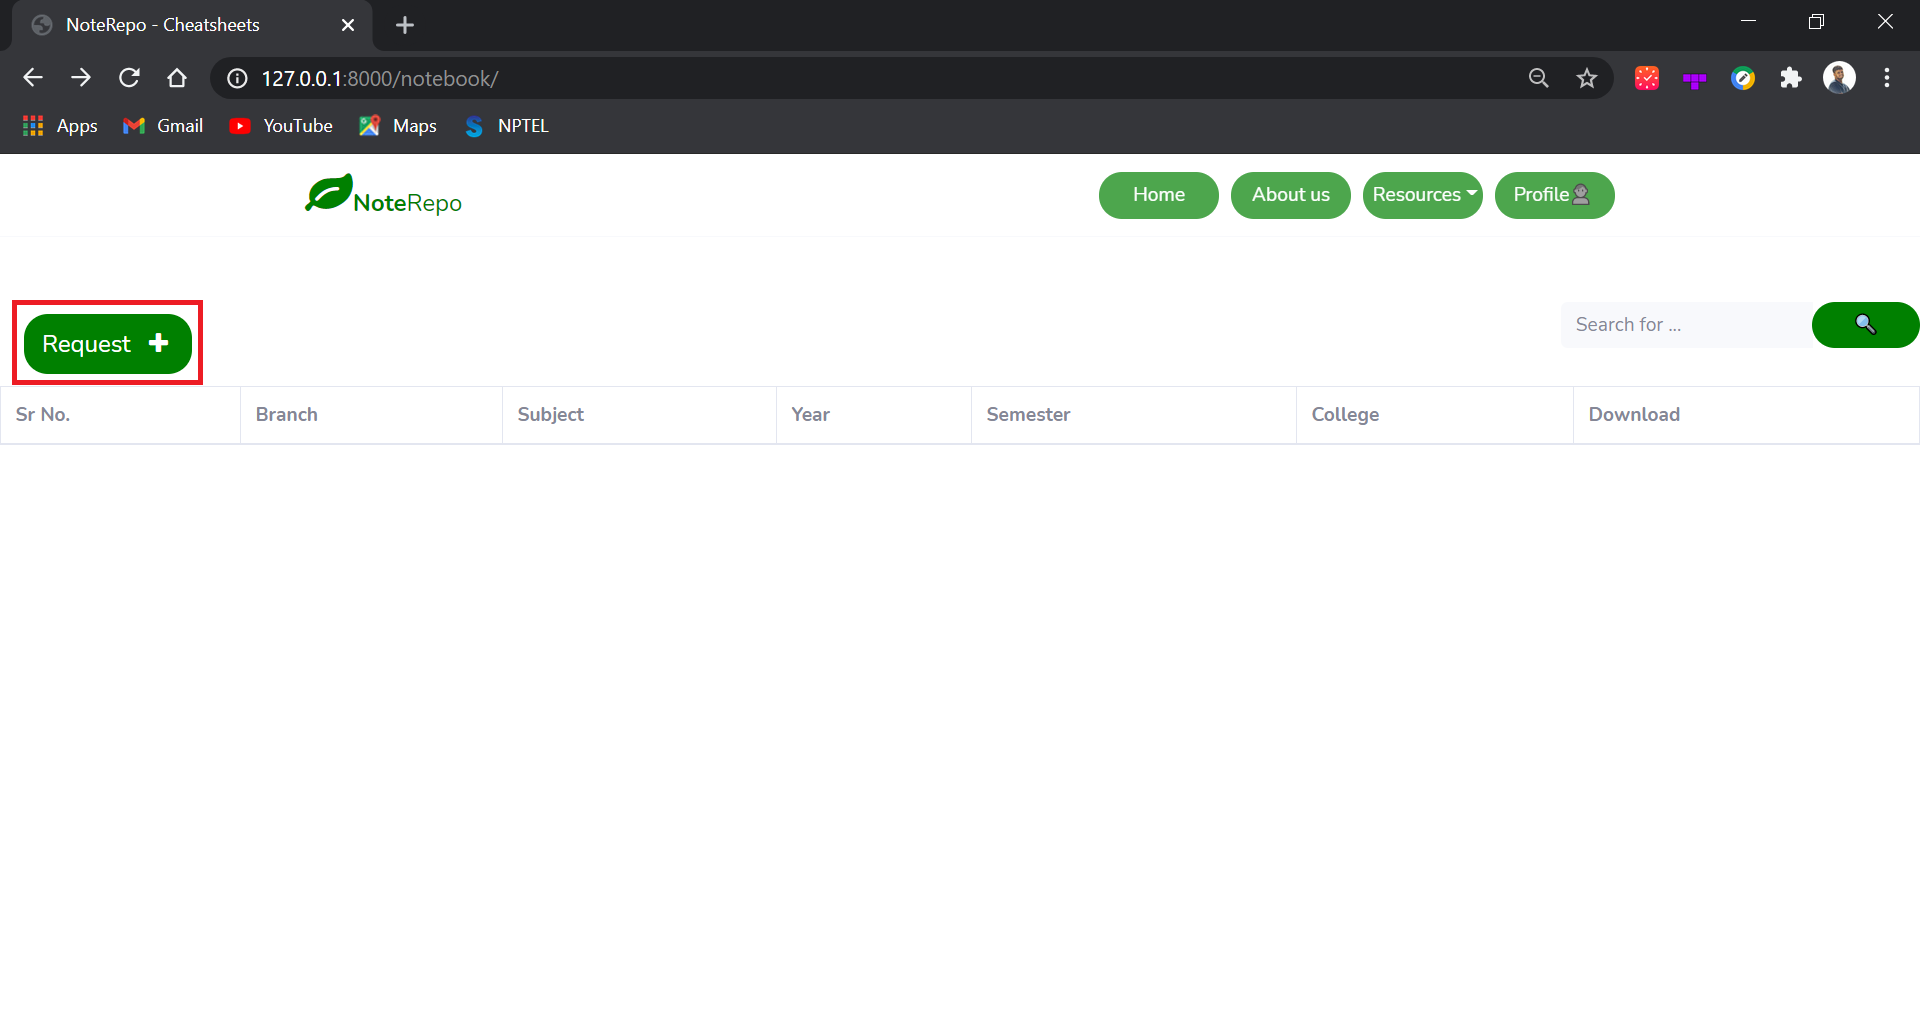 NoteRepo - Cheatsheets
127.0.0.1:8000/notebook/
Apps Gmail YouTube Maps NPTEL
NoteRepo Home About us Resources Profile
Request
Search for ...
Sr No. Branch Subject Year Semester College Download